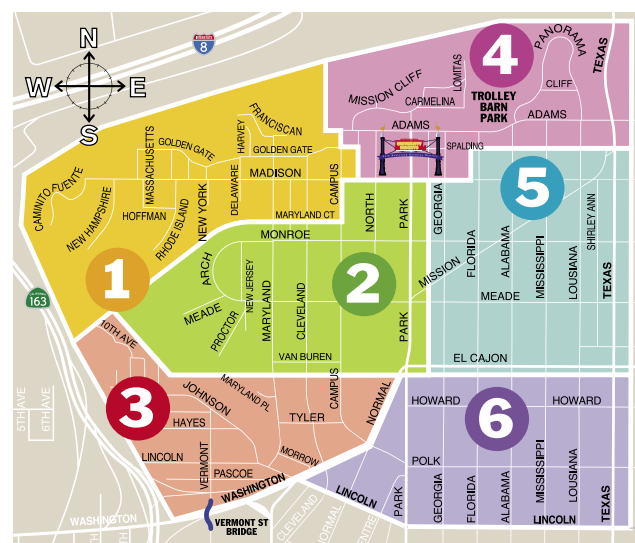 N
W
E
S
INTERSTATE
8
CALIFORNIA
163
1
CAMINITO FUENTE
NEW HAMPSHIRE
MASSACHUSETTS
GOLDEN GATE
HOFFMAN
RHODE ISLAND
NEW YORK
DELAWARE
HARVEY
FRANCISCAN
GOLDEN GATE
MADISON
CAMPUS
MARYLAND CT
4
PANORAMA
TEXAS
MISSION CLIFF
CARMELINA
LOMITAS
CLIFF
TROLLEY
BARN
PARK
ADAMS
ADAMS
SPALDING
2
MONROE
NORTH
PARK
ARCH
MEADE
PROCTOR
NEW JERSEY
MARYLAND
CLEVELAND
VAN BUREN
PARK
CAMPUS
NORMAL
5
GEORGIA
MISSION
FLORIDA
ALABAMA
MISSISSIPPI
LOUSIANA
SHIRLEY ANN
TEXAS
MEADE
EL CAJON
3
10TH AVE
JOHNSON
MARYLAND PL
HAYES
TYLER
LINCOLN
VERMONT
PASCOE
MORROW
WASHINGTON
VERMONT ST
BRIDGE
6
HOWARD
HOWARD
POLK
PARK
GEORGIA
FLORIDA
ALABAMA
MISSISSIPPI
LOUSIANA
TEXAS
LINCOLN
LINCOLN
5TH AVE
6TH AVE
WASHINGTON
CLEVELAND
NORMAL
CENTRE